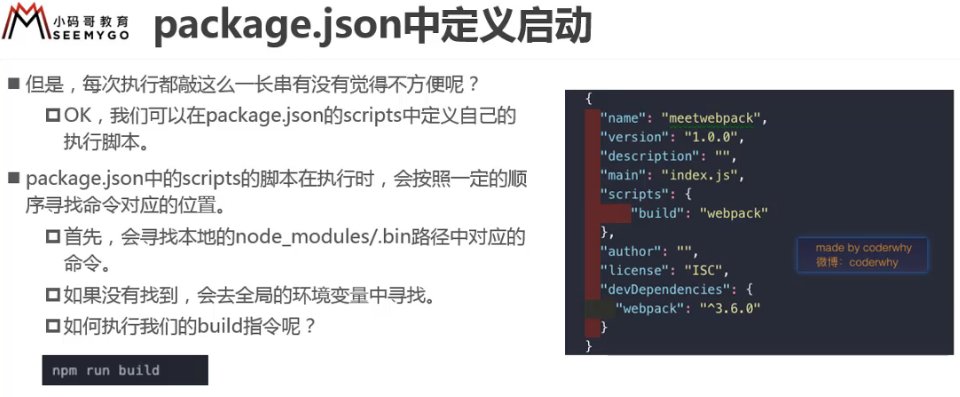 小码哥教育
SEEMYGO
package.json中定义启动
但是，每次执行都敲这么一长串有没有觉得不方便呢？
OK，我们可以在package.json的scripts中定义自己的
执行脚本。
package.json中的scripts的脚本在执行时，会按照一定的顺
序寻找命令对应的位置。
首先，会寻找本地的node_modules/.bin路径中对应的
命令。
如果没有找到，会去全局的环境变量中寻找。
如何执行我们的build指令呢？
npm run build
{
"name": "meetwebpack",
"version": "1.0.0",
"description": "",
"main": "index.js",
"scripts": {
"build": "webpack"
},
"author": "",
"license": "ISC",
"devDependencies": {
"webpack": "^3.6.0"
}
}
made by coderwhy
微博：coderwhy